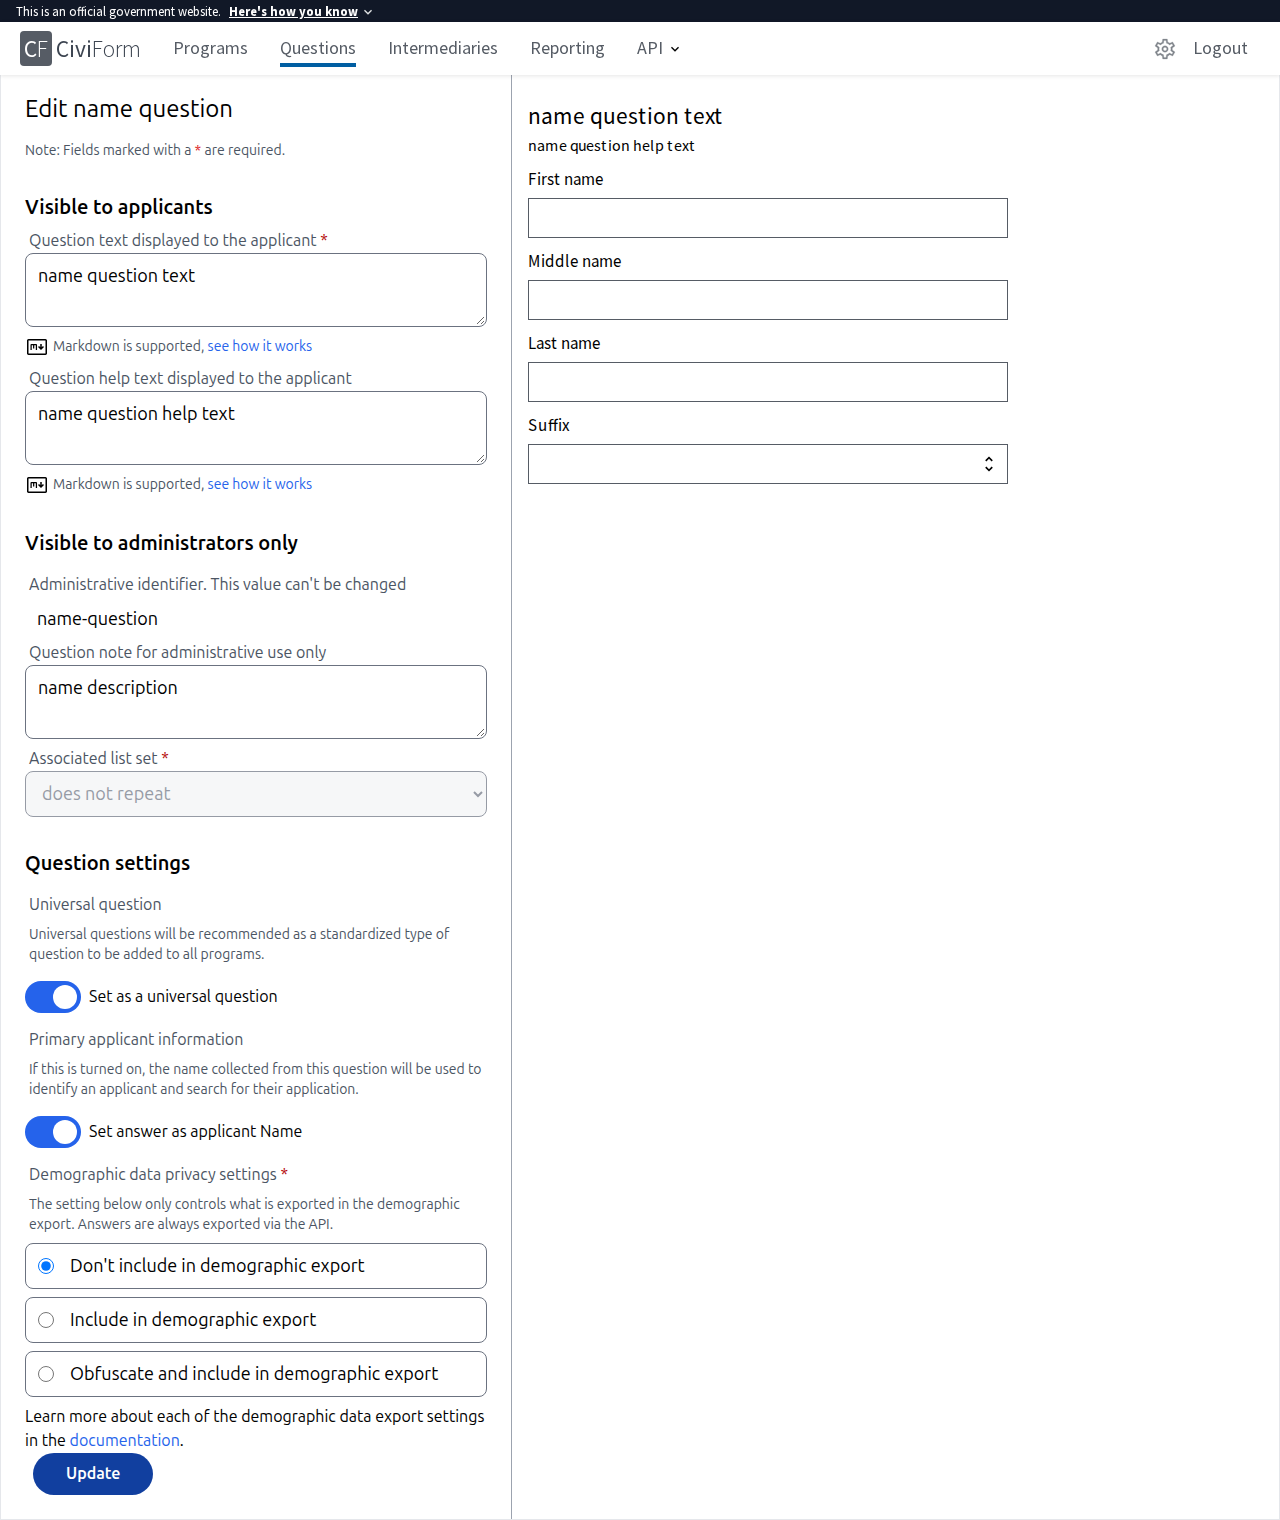 This is an official government website. Here's how you know
CF CiviForm Programs Questions Intermediaries Reporting API Logout
Edit name question
Note: Fields marked with a * are required.
Visible to applicants
Question text displayed to the applicant *
name question text
Markdown is supported, see how it works
Question help text displayed to the applicant
name question help text
Markdown is supported, see how it works
Visible to administrators only
Administrative identifier. This value can't be changed
name-question
Question note for administrative use only
name description
Associated list set *
does not repeat
Question settings
Universal question
Universal questions will be recommended as a standardized type of
question to be added to all programs.
Set as a universal question
Primary applicant information
If this is turned on, the name collected from this question will be used to
identify an applicant and search for their application.
Set answer as applicant Name
Demographic data privacy settings *
The setting below only controls what is exported in the demographic
export. Answers are always exported via the API.
Don't include in demographic export
Include in demographic export
Obfuscate and include in demographic export
Learn more about each of the demographic data export settings
in the documentation.
Update
name question text
name question help text
First name
Middle name
Last name
Suffix